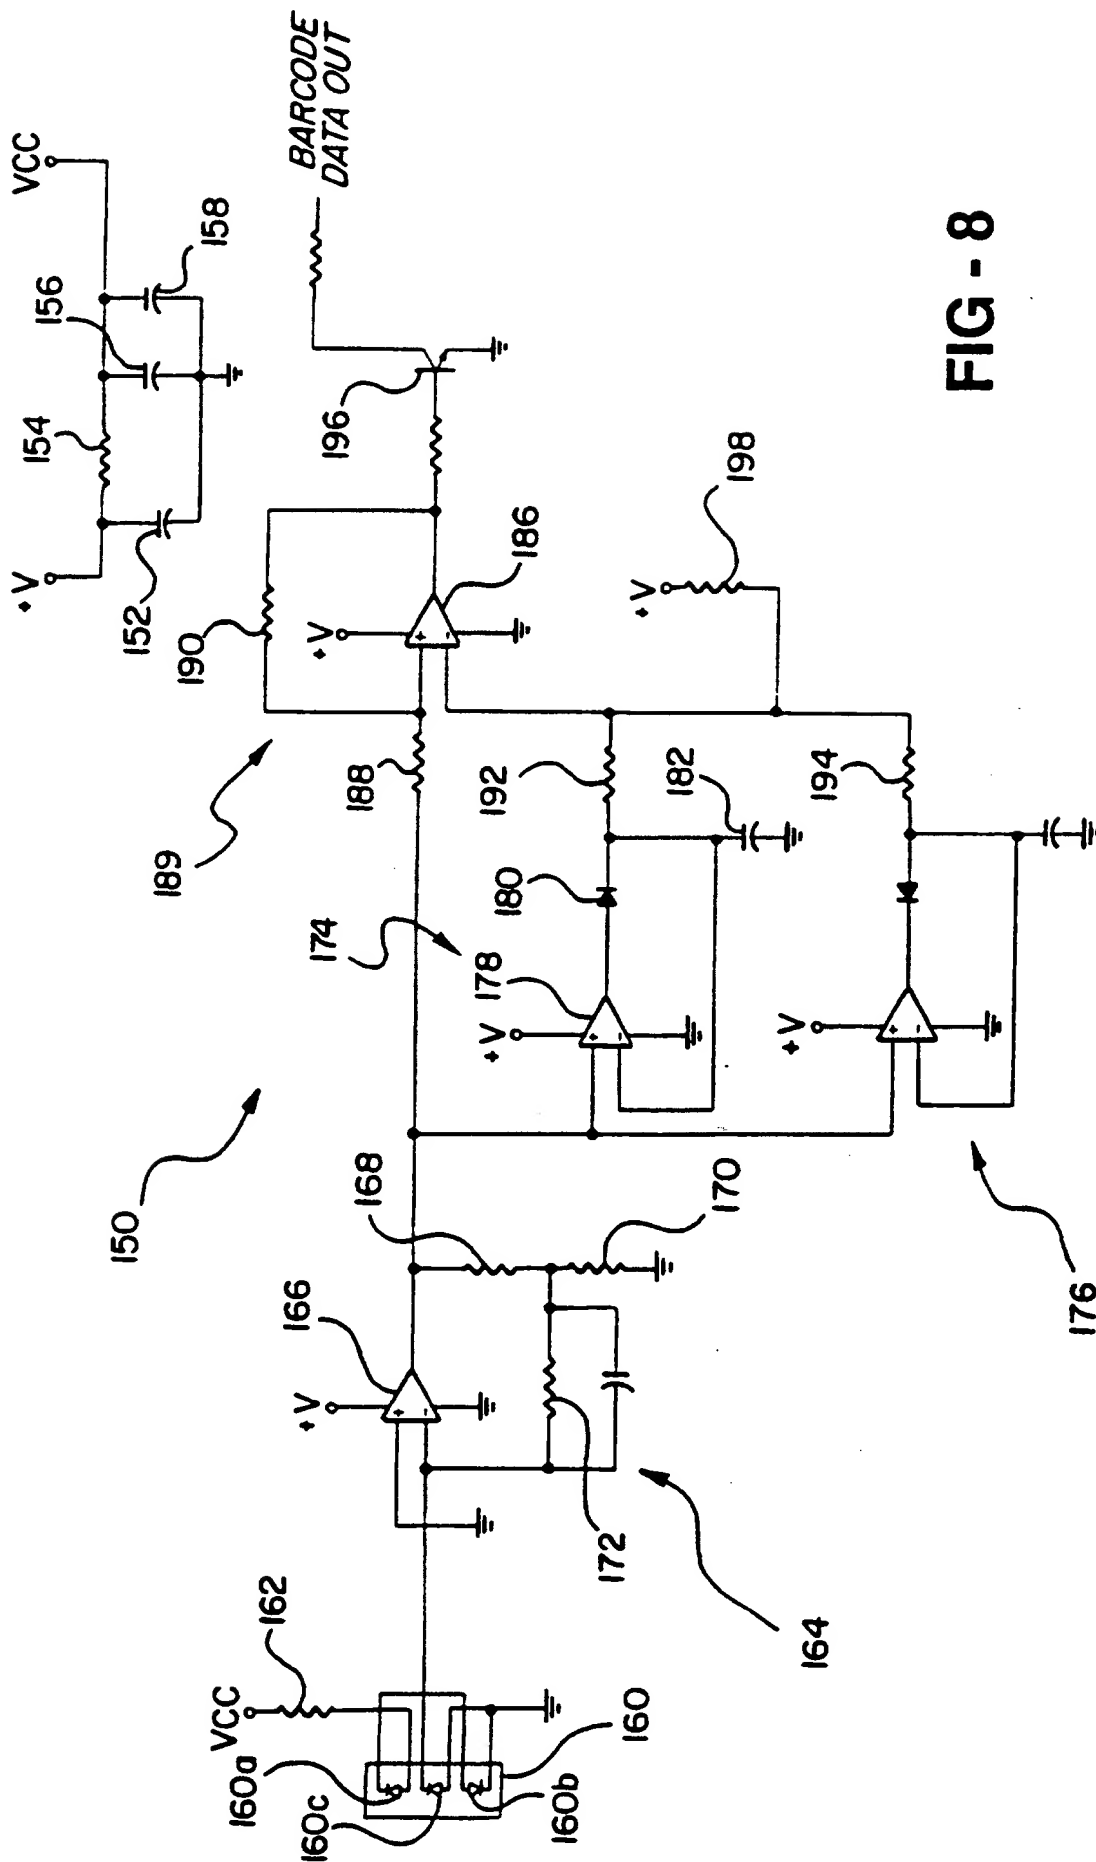 +V
VCC
152
154
156
158
BARCODE
DATA OUT
150
189
190
188
+V
186
196
174
+V
178
180
192
182
+V
198
194
+V
176
+V
166
168
170
172
164
VCC
162
160a
160c
160b
160
+
-
+
-
+
-
+
-
FIG - 8